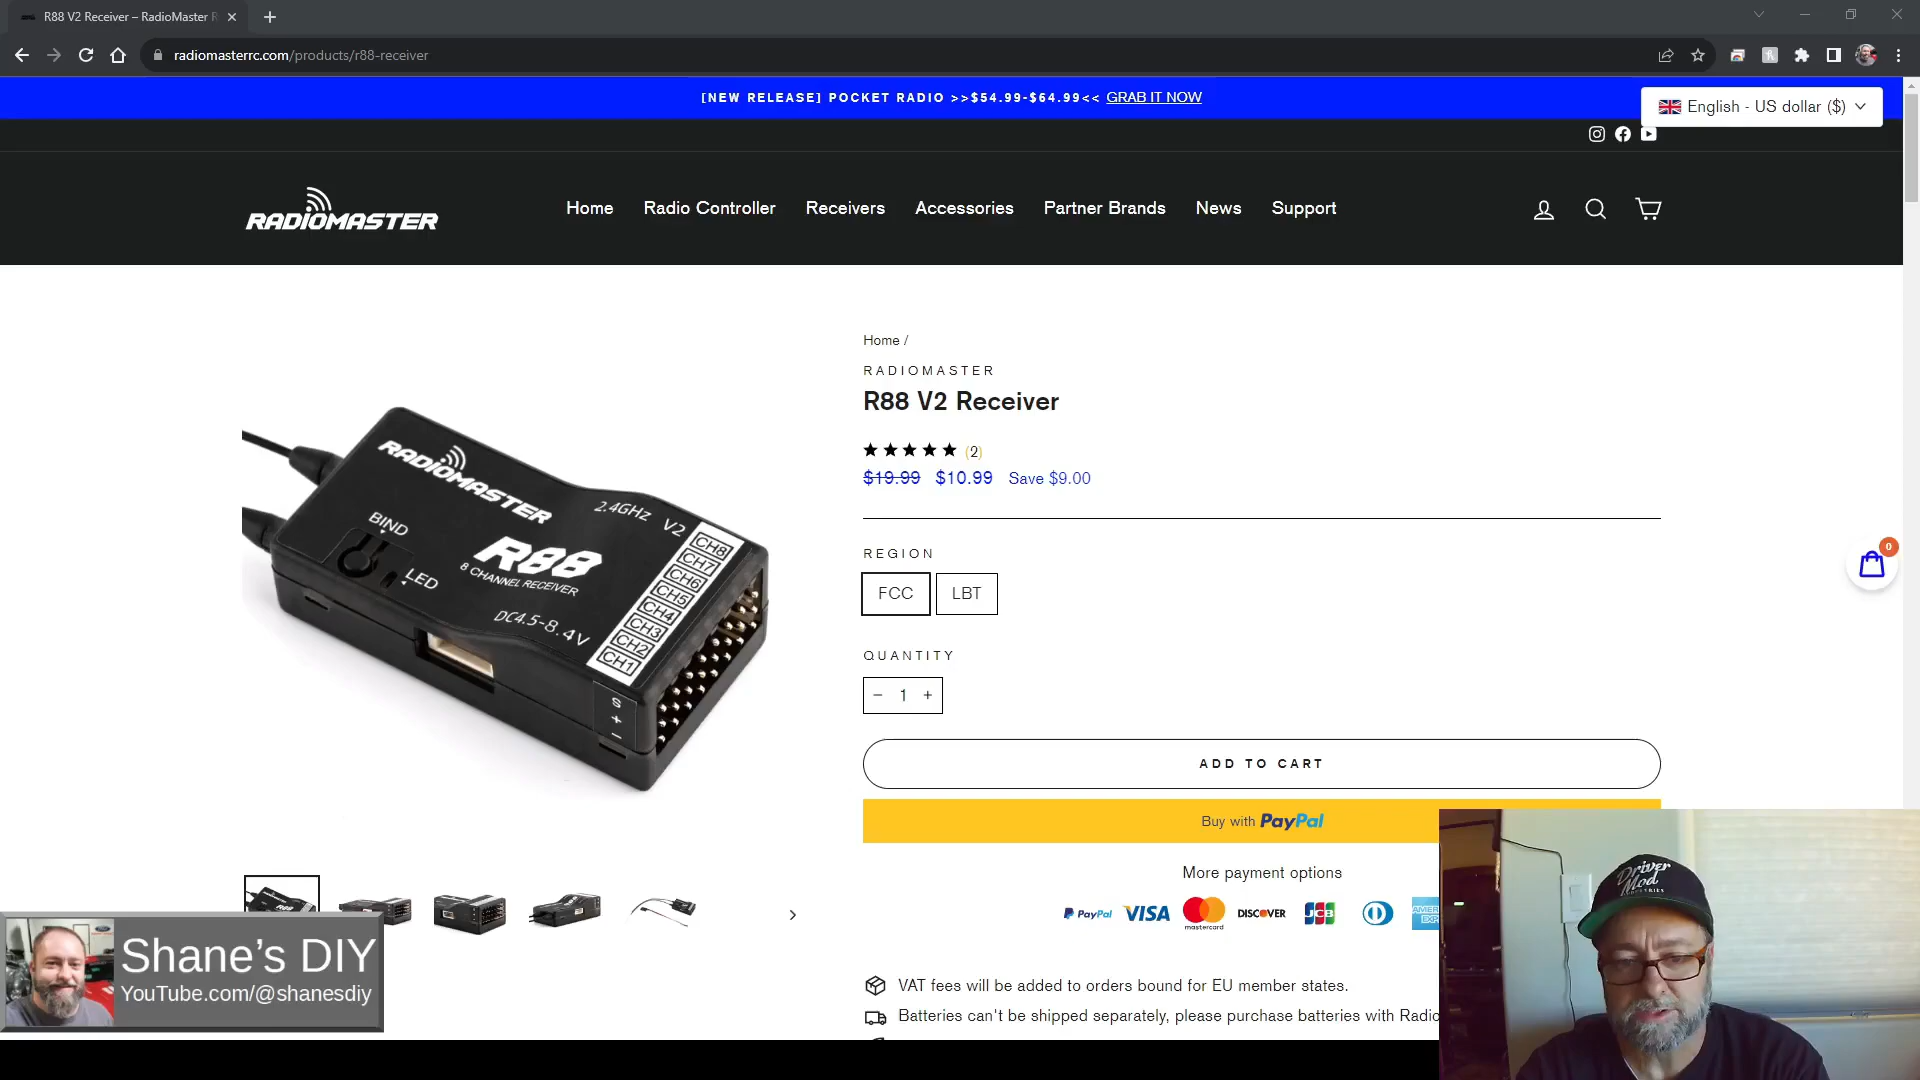 R88 V2 Receiver – RadioMaster R
radiomasterrc.com/products/r88-receiver
[NEW RELEASE] POCKET RADIO >>$54.99-$64.99<< GRAB IT NOW
English - US dollar ($)
RADIOMASTER
Home Radio Controller Receivers Accessories Partner Brands News Support
Home /
RADIOMASTER
R88 V2 Receiver
(2)
$19.99 $10.99 Save $9.00
REGION
FCC LBT
QUANTITY
− 1 +
ADD TO CART
Buy with PayPal
More payment options
PayPal VISA mastercard DISCOVER JCB
VAT fees will be added to orders bound for EU member states.
Batteries can't be shipped separately, please purchase batteries with Radio
0
RADIOMASTER
2.4GHz V2
BIND
LED
R88
8 CHANNEL RECEIVER
DC4.5-8.4V
CH8
CH7
CH6
CH5
CH4
CH3
CH2
CH1
S
+
−
Shane's DIY
YouTube.com/@shanesdiy
Driver
Mod
INDUSTRIES